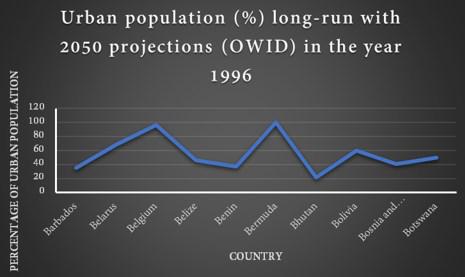 Urban population (%) long-run with
2050 projections (OWID) in the year
1996
PERCENTAGE OF URBAN POPULATION
120
100
80
60
40
20
0
Barbados
Belarus
Belgium
Belize
Benin
Bermuda
Bhutan
Bolivia
Bosnia and...
Botswana
COUNTRY